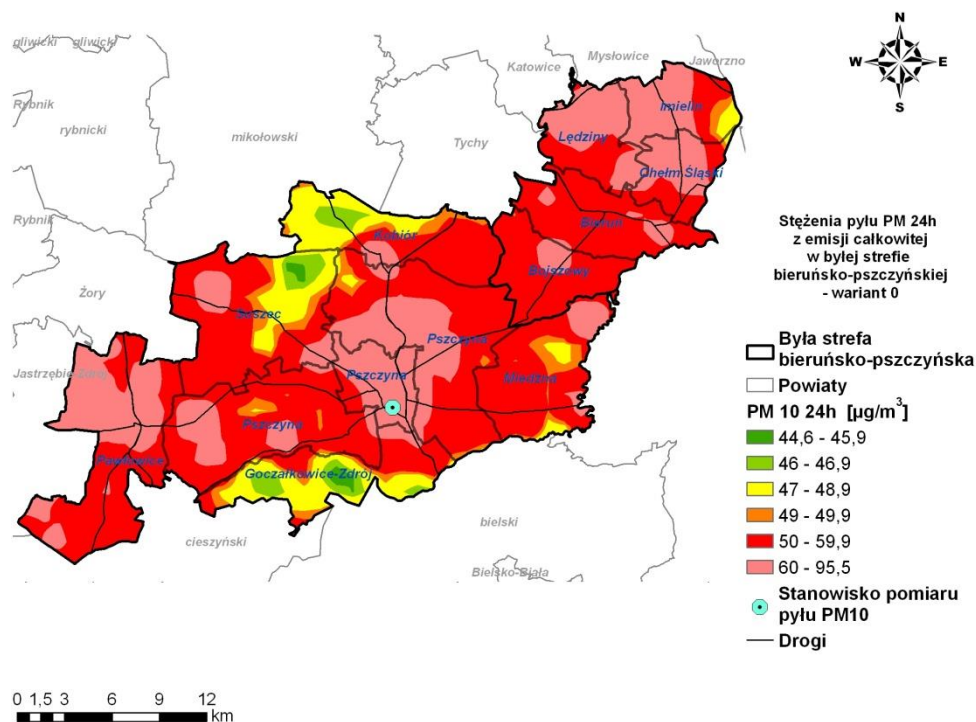 N
W E
S
gliwicki gliwicki
Mysłowice
Katowice
Jaworzno
Rybnik
rybnicki
mikołowski
Tychy
Imielin
Lędziny
Chełm Śląski
Rybnik
Bieruń
Kobiór
Bojszowy
Żory
Suszec
Pszczyna
Jastrzębie-Zdrój
Pszczyna
Miedźna
Pszczyna
Pawłowice
Goczałkowice-Zdrój
bielski
cieszyński
Bielsko-Biała
Stężenia pyłu PM 24h
z emisji całkowitej
w byłej strefie
bieruńsko-pszczyńskiej
- wariant 0
Była strefa
bieruńsko-pszczyńska
Powiaty
PM 10 24h [µg/m³]
44,6 - 45,9
46 - 46,9
47 - 48,9
49 - 49,9
50 - 59,9
60 - 95,5
Stanowisko pomiaru
pyłu PM10
Drogi
0 1,5 3 6 9 12
km